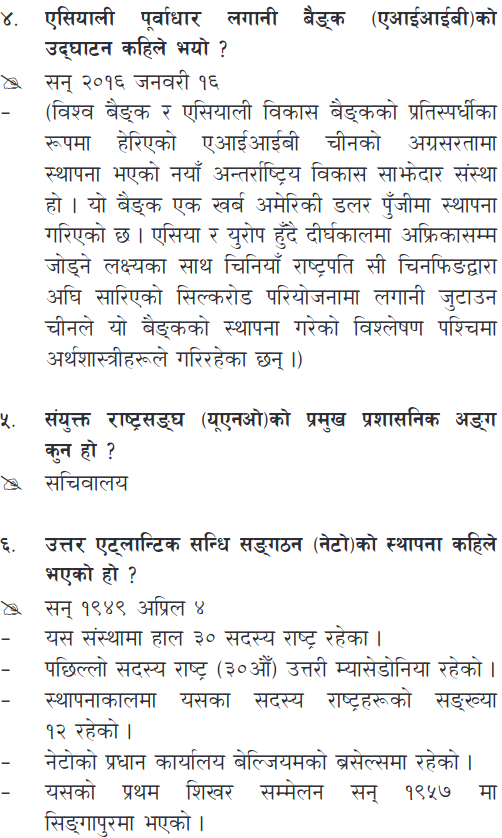 ४. एसियाली पूर्वाधार लगानी बैङ्क (एआईआईबी)को
उद्घाटन कहिले भयो ?
सन् २०१६ जनवरी १६
– (विश्व बैङ्क र एसियाली विकास बैङ्कको प्रतिस्पर्धीका
रूपमा हेरिएको एआईआईबी चीनको अग्रसरतामा
स्थापना भएको नयाँ अन्तर्राष्ट्रिय विकास साझेदार संस्था
हो । यो बैङ्क एक खर्ब अमेरिकी डलर पुँजीमा स्थापना
गरिएको छ । एसिया र युरोप हुँदै दीर्घकालमा अफ्रिकासम्म
जोड्ने लक्ष्यका साथ चिनियाँ राष्ट्रपति सी चिनफिङद्वारा
अघि सारिएको सिल्करोड परियोजनामा लगानी जुटाउन
चीनले यो बैङ्कको स्थापना गरेको विश्लेषण पश्चिमा
अर्थशास्त्रीहरूले गरिरहेका छन् ।)
५. संयुक्त राष्ट्रसङ्घ (यूएनओ)को प्रमुख प्रशासनिक अङ्ग
कुन हो ?
सचिवालय
६. उत्तर एट्लान्टिक सन्धि सङ्गठन (नेटो)को स्थापना कहिले
भएको हो ?
सन् १९४९ अप्रिल ४
– यस संस्थामा हाल ३० सदस्य राष्ट्र रहेका ।
– पछिल्लो सदस्य राष्ट्र (३०औँ) उत्तरी म्यासेडोनिया रहेको ।
– स्थापनाकालमा यसका सदस्य राष्ट्रहरूको सङ्ख्या
१२ रहेको ।
– नेटोको प्रधान कार्यालय बेल्जियमको ब्रसेल्समा रहेको ।
– यसको प्रथम शिखर सम्मेलन सन् १९५७ मा
सिङ्गापुरमा भएको ।